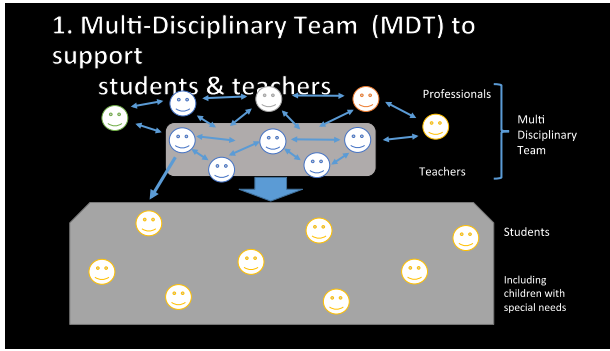 1. Multi-Disciplinary Team (MDT) to
support
students & teachers
Professionals
Multi
Disciplinary
Team
Teachers
Students
Including
children with
special needs